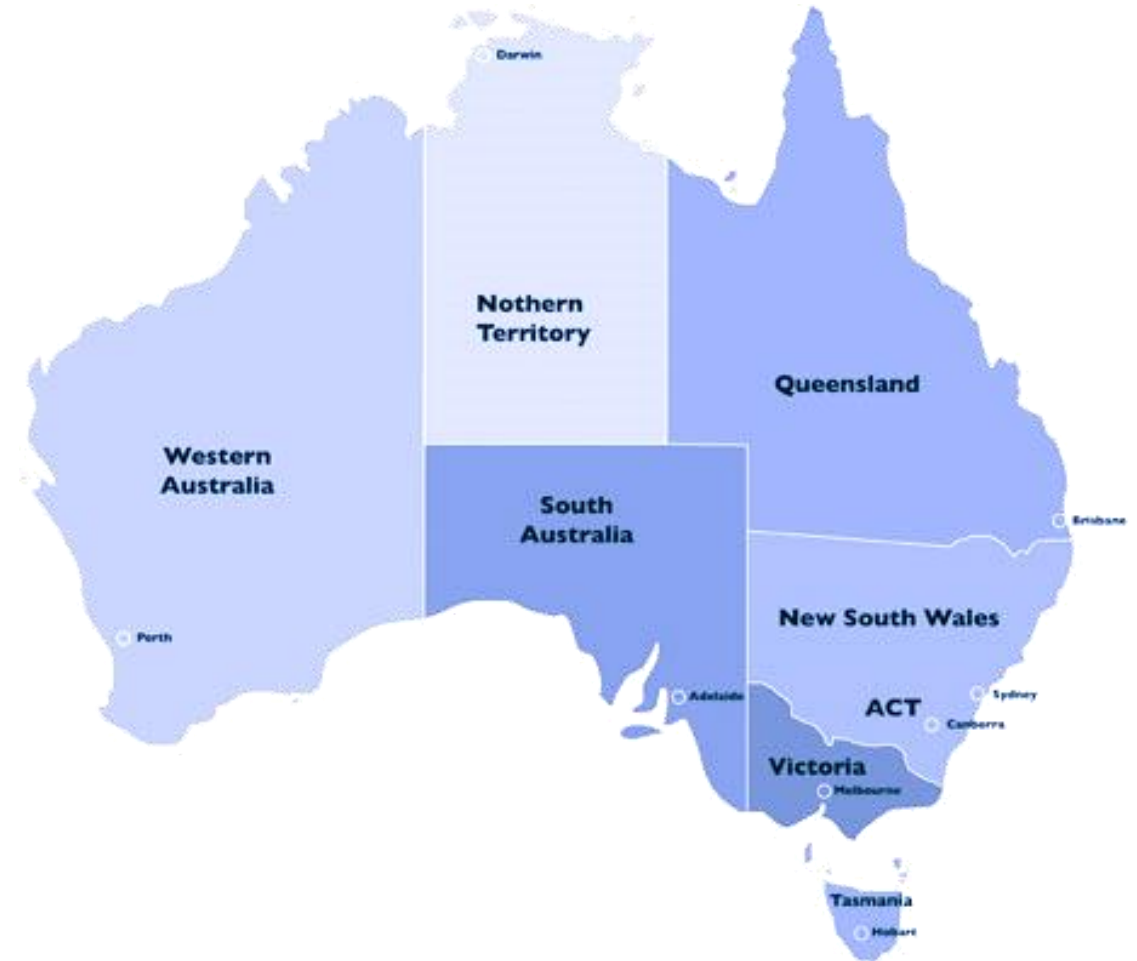 Darwin
Nothern
Territory
Queensland
Western
Australia
South
Australia
Brisbane
New South Wales
Perth
Adelaide
Sydney
ACT
Canberra
Victoria
Melbourne
Tasmania
Hobart